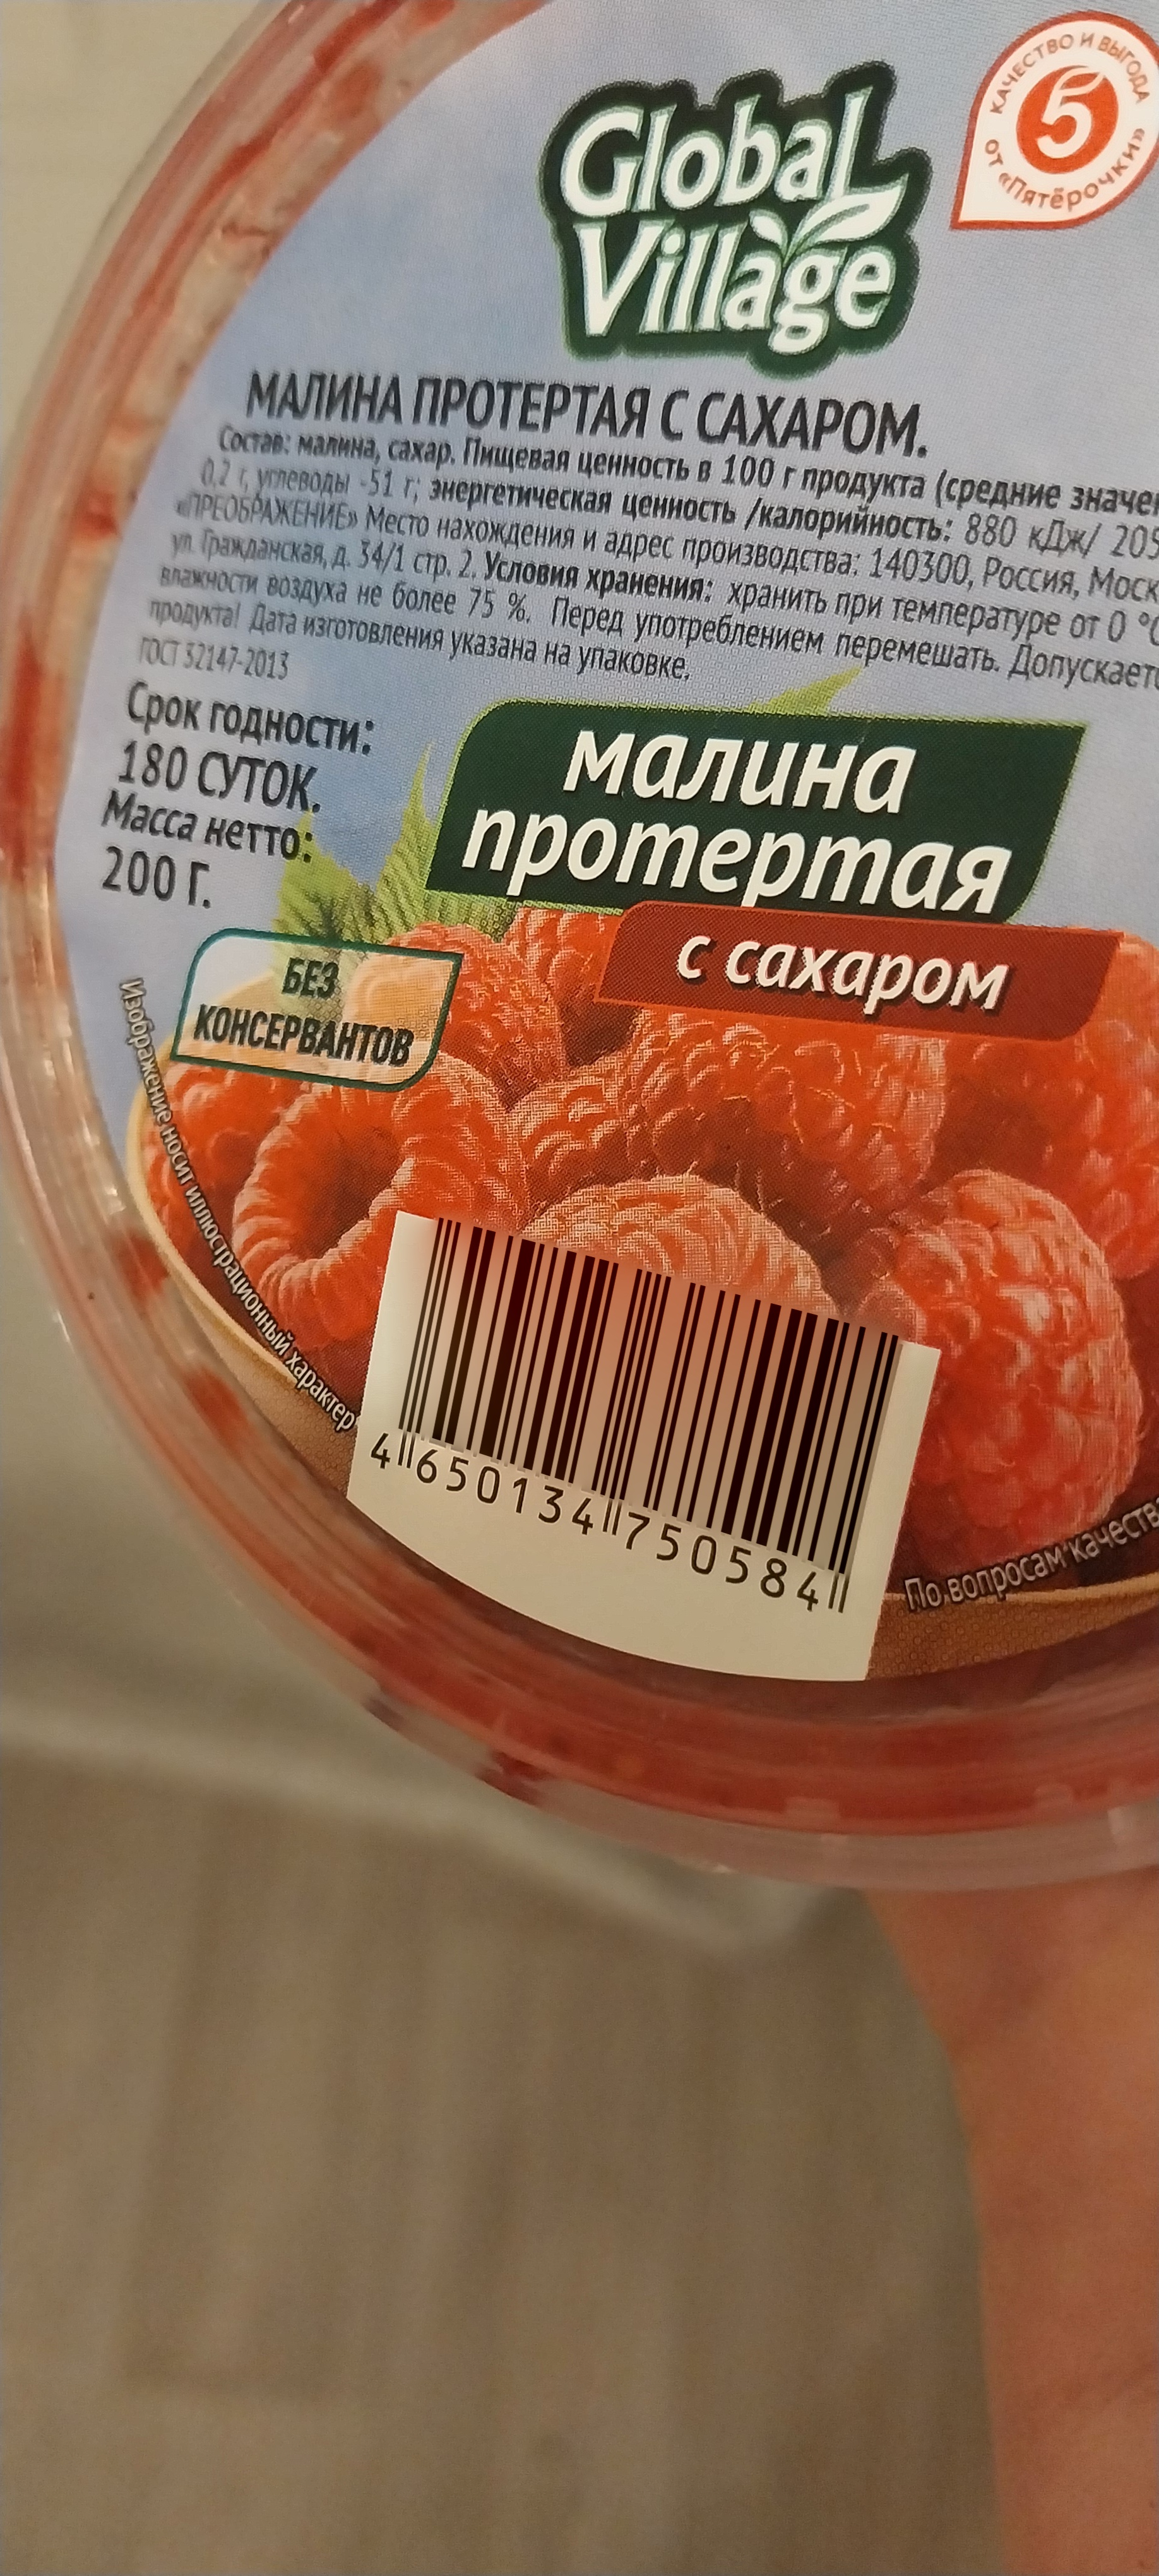 Global
Village
КАЧЕСТВО И ВЫГОДА
5
ОТ «Пятёрочки»
МАЛИНА ПРОТЕРТАЯ С САХАРОМ.
Состав: малина, сахар. Пищевая ценность в 100 г продукта (средние
0,2 г, углеводы -51 г; энергетическая ценность /калорийность: 880 кДж/ 205
«ПРЕОБРАЖЕНИЕ» Место нахождения и адрес производства: 140300, Россия,
ул. Гражданская, д. 34/1 стр. 2. Условия хранения: хранить при температуре от 0
влажности воздуха не более 75 %. Перед употреблением перемешать.
продукта! Дата изготовления указана на упаковке.
ГОСТ 32147-2013
Срок годности:
180 СУТОК.
Масса нетто:
200 Г.
малина
протертая
с сахаром
БЕЗ
КОНСЕРВАНТОВ
Изображение носит иллюстрационный характер
4 650134 750584
По вопросам качества